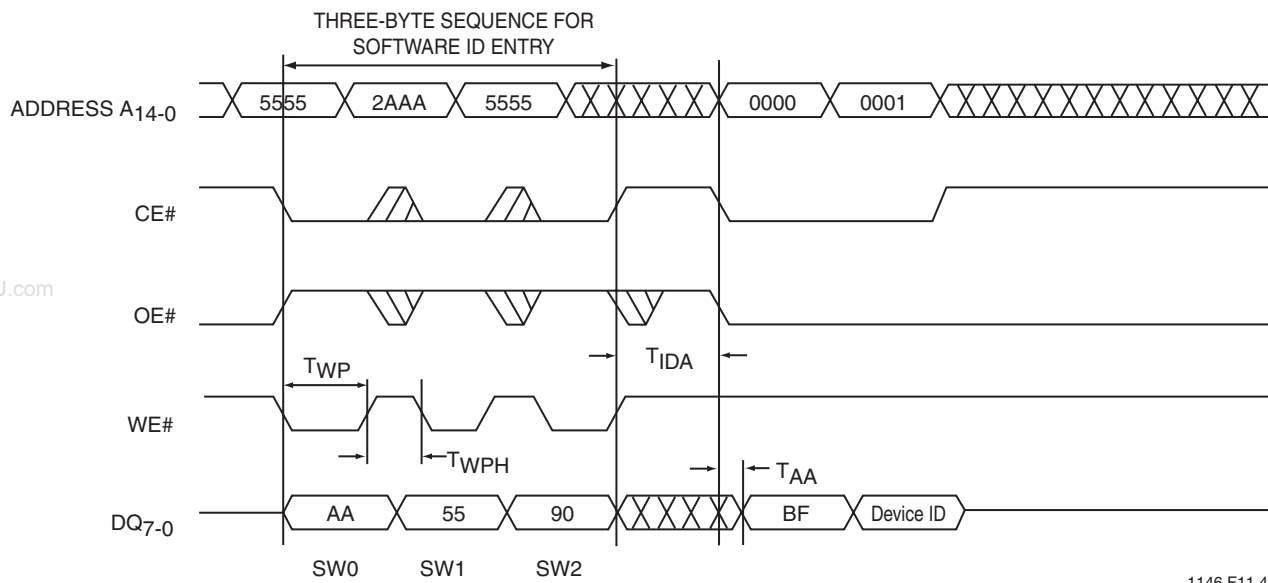 THREE-BYTE SEQUENCE FOR
SOFTWARE ID ENTRY
ADDRESS A14-0 5555 2AAA 5555 0000 0001
CE#
U.com
OE#
TIDA
TWP
WE#
TWPH
TAA
DQ7-0 AA 55 90 BF Device ID
SW0 SW1 SW2